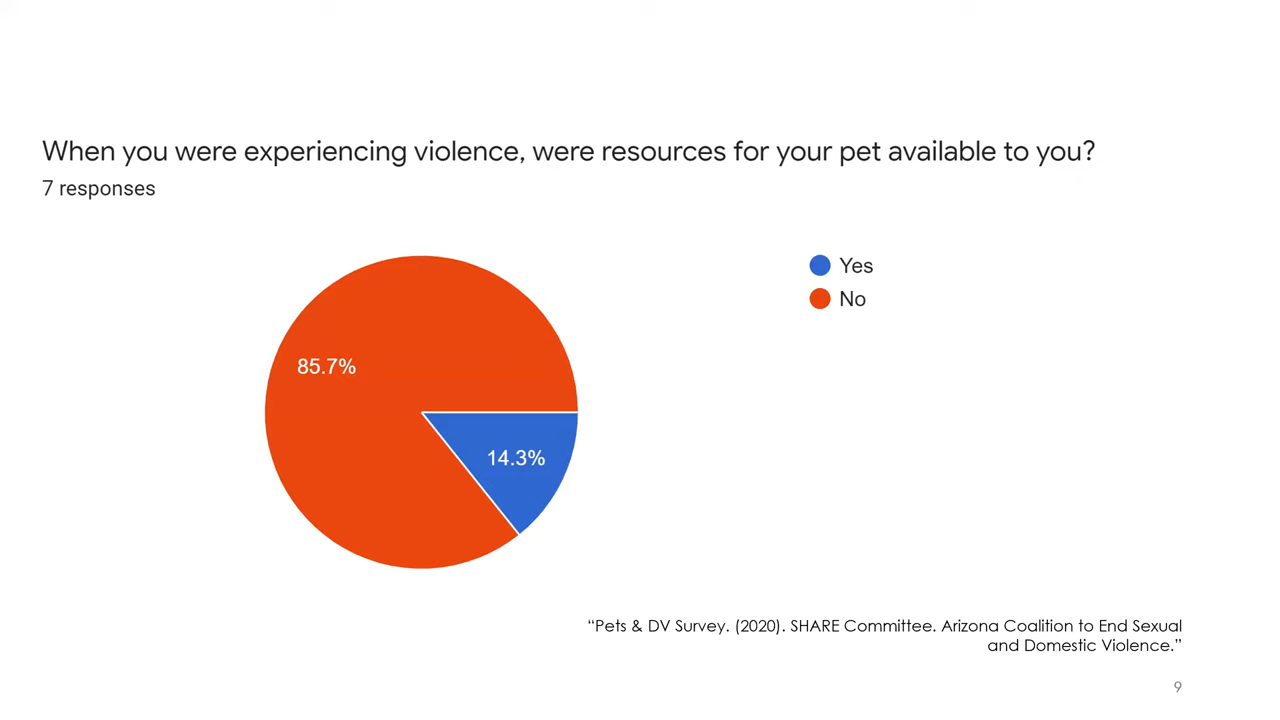 When you were experiencing violence, were resources for your pet available to you?
7 responses
Yes
No
85.7%
14.3%
“Pets & DV Survey. (2020). SHARE Committee. Arizona Coalition to End Sexual
and Domestic Violence.”
9